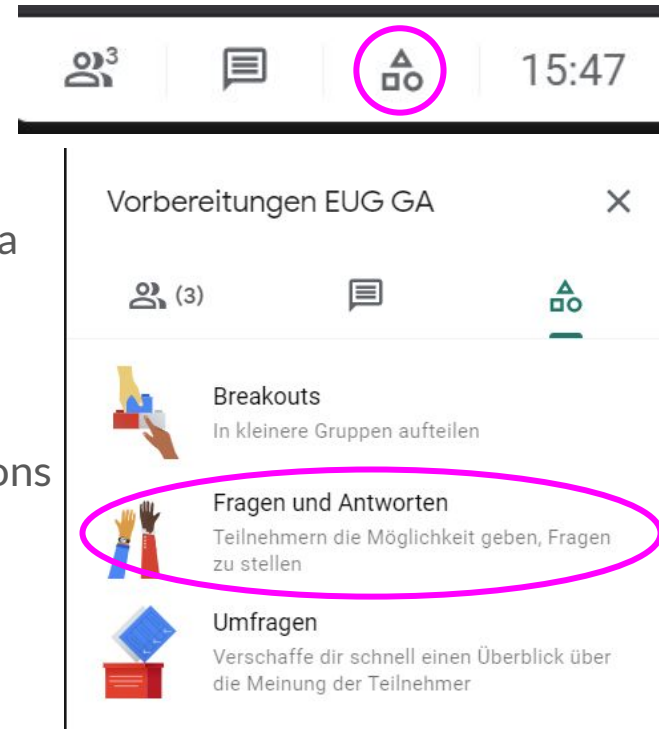 3
15:47
Vorbereitungen EUG GA
a
(3)
Breakouts
In kleinere Gruppen aufteilen
ons
Fragen und Antworten
Teilnehmern die Möglichkeit geben, Fragen
zu stellen
Umfragen
Verschaffe dir schnell einen Überblick über
die Meinung der Teilnehmer